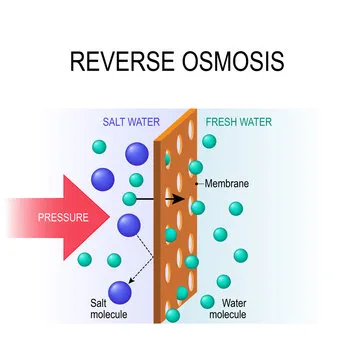 REVERSE OSMOSIS
SALT WATER
FRESH WATER
Membrane
PRESSURE
Salt
molecule
Water
molecule